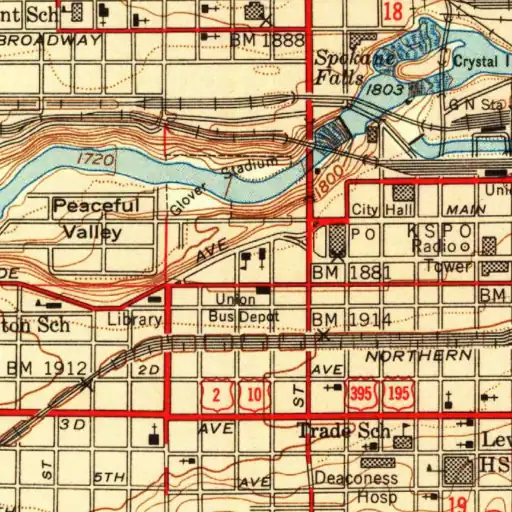 nt Sch
18
BROADWAY
BM 1888
Spokane
Falls
Crystal I
1803
G N Sta
1720
Stadium
Glover
1800
Peaceful
Valley
City Hall
MAIN
Uni
AVE
P O
K S P O
Radio
Tower
DE
BM 1881
Union
Bus Depot
BM
ton Sch
Library
BM 1914
NORTHERN
BM 1912
2D
AVE
2
10
ST
395
195
3D
AVE
Trade Sch
Lew
HS
ST
5TH
AVE
Deaconess
Hosp
19